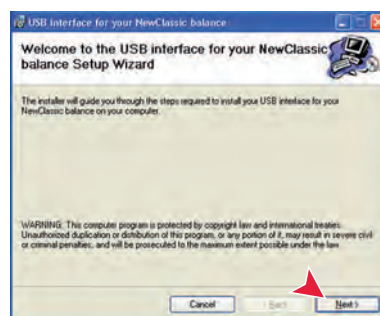 USB interface for your NewClassic balance
Welcome to the USB interface for your NewClassic
balance Setup Wizard
The installer will guide you through the steps required to install your USB interface for your
NewClassic balance on your computer.
WARNING: This computer program is protected by copyright law and international treaties.
Unauthorized duplication or distribution of this program, or any portion of it, may result in severe civil
or criminal penalties, and will be prosecuted to the maximum extent possible under the law.
Cancel
Back
Next >